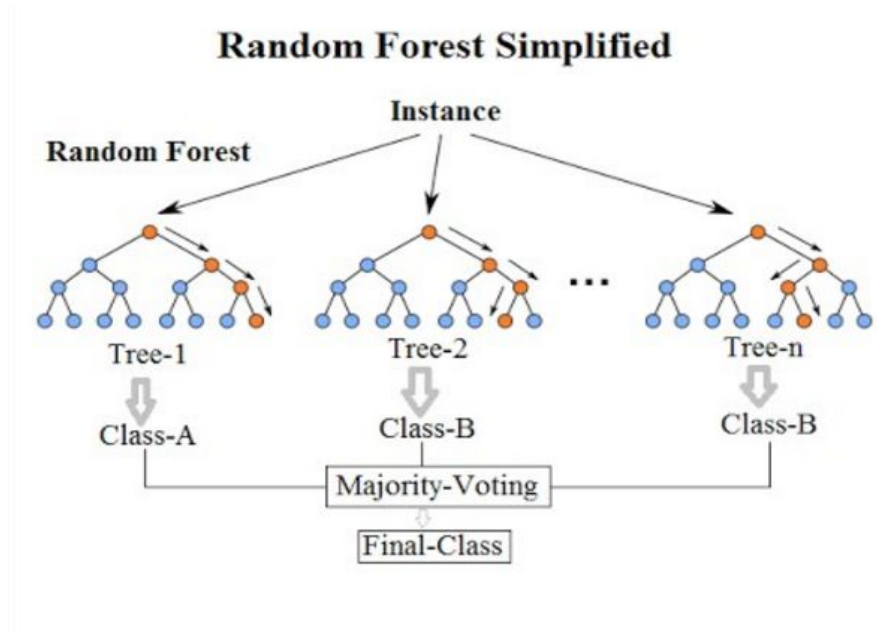 Random Forest Simplified
Instance
Random Forest
...
Tree-1
Tree-2
Tree-n
Class-A
Class-B
Class-B
Majority-Voting
Final-Class